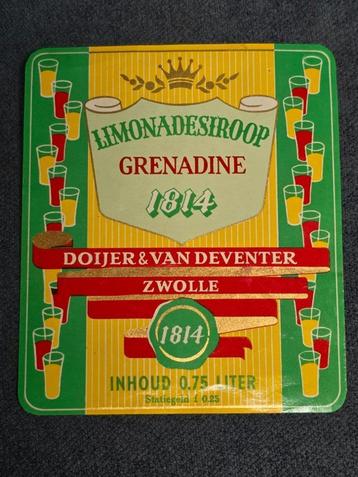 LIMONADESIROOP
GRENADINE
1814
DOIJER & VAN DEVENTER
ZWOLLE
1814
INHOUD 0.75 LITER
Statiegeld f 0.25